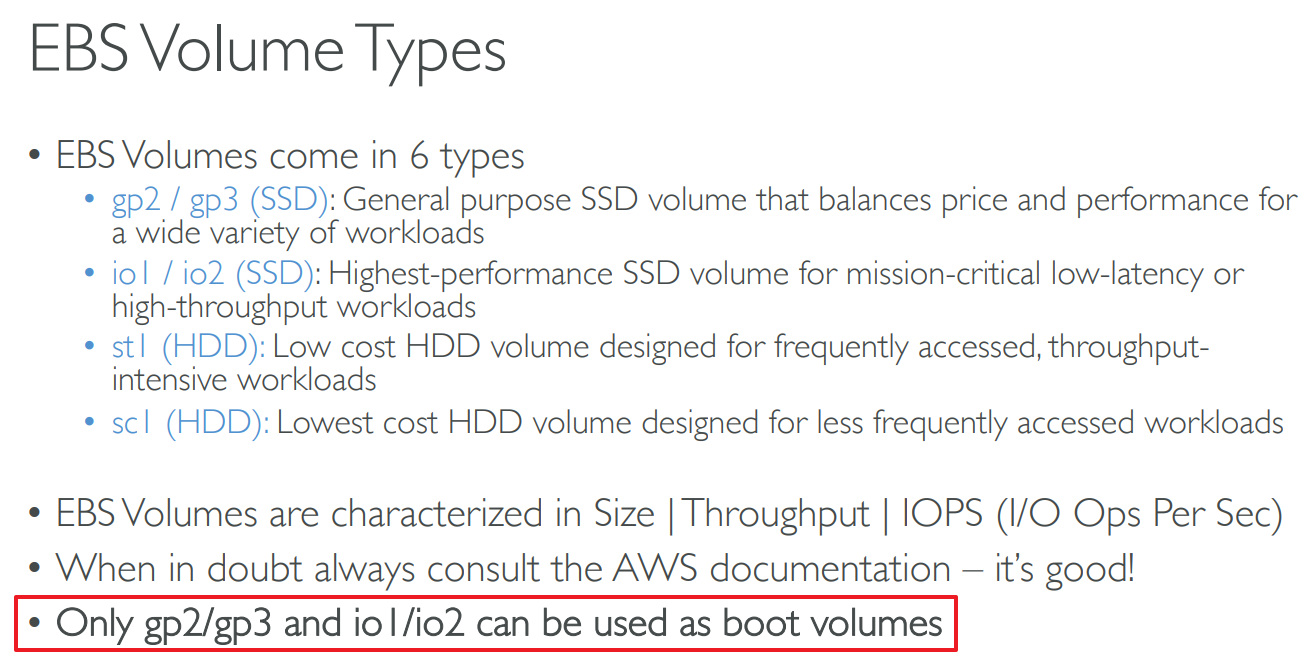 EBS Volume Types
• EBS Volumes come in 6 types
• gp2 / gp3 (SSD): General purpose SSD volume that balances price and performance for
a wide variety of workloads
• io1 / io2 (SSD): Highest-performance SSD volume for mission-critical low-latency or
high-throughput workloads
• st1 (HDD): Low cost HDD volume designed for frequently accessed, throughput-
intensive workloads
• sc1 (HDD): Lowest cost HDD volume designed for less frequently accessed workloads
• EBS Volumes are characterized in Size | Throughput | IOPS (I/O Ops Per Sec)
• When in doubt always consult the AWS documentation – it’s good!
• Only gp2/gp3 and io1/io2 can be used as boot volumes